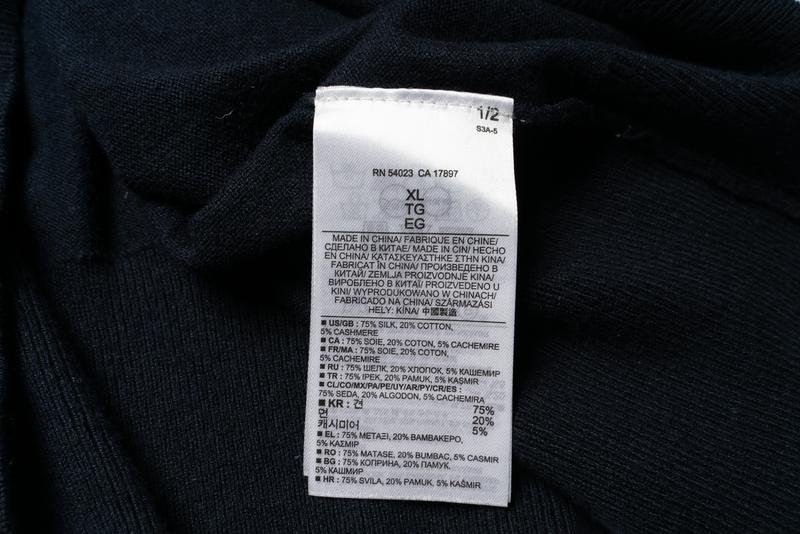 1/2
S3A-5
RN 54023 CA 17897
XL
TG
EG
MADE IN CHINA/ FABRIQUE EN CHINE/
СДЕЛАНО В КИТАЕ/ MADE IN CIN/ HECHO
EN CHINA/ ΚΑΤΑΣΚΕΥΑΣΤΗΚΕ ΣΤΗΝ ΚΙΝΑ/
FABRICAT ÎN CHINA/ ПРОИЗВЕДЕНО В
КИТАЙ/ ZEMLJA PROIZVODNJE KINA/
ВИРОБЛЕНО В КИТАЇ/ PROIZVEDENO U
KINI/ WYPRODUKOWANO W CHINACH/
FABRICADO NA CHINA/ SZÁRMAZÁSI
HELY: KÍNA/ 中國製造
■ US/GB : 75% SILK, 20% COTTON,
5% CASHMERE
■ CA : 75% SOIE, 20% COTON, 5% CACHEMIRE
■ FR/MA : 75% SOIE, 20% COTON,
5% CACHEMIRE
■ RU : 75% ШЕЛК, 20% ХЛОПОК, 5% КАШЕМИР
■ TR : 75% İPEK, 20% PAMUK, 5% KAŞMİR
■ CL/CO/MX/PA/PE/UY/AR/PY/CR/ES :
75% SEDA, 20% ALGODON, 5% CACHEMIRA
■ KR : 견 75%
면 20%
캐시미어 5%
■ EL : 75% ΜΕΤΑΞΙ, 20% ΒΑΜΒΑΚΕΡΟ,
5% ΚΑΣΜΙΡ
■ RO : 75% MATASE, 20% BUMBAC, 5% CASMIR
■ BG : 75% КОПРИНА, 20% ПАМУК,
5% КАШМИР
■ HR : 75% SVILA, 20% PAMUK, 5% KAŠMIR